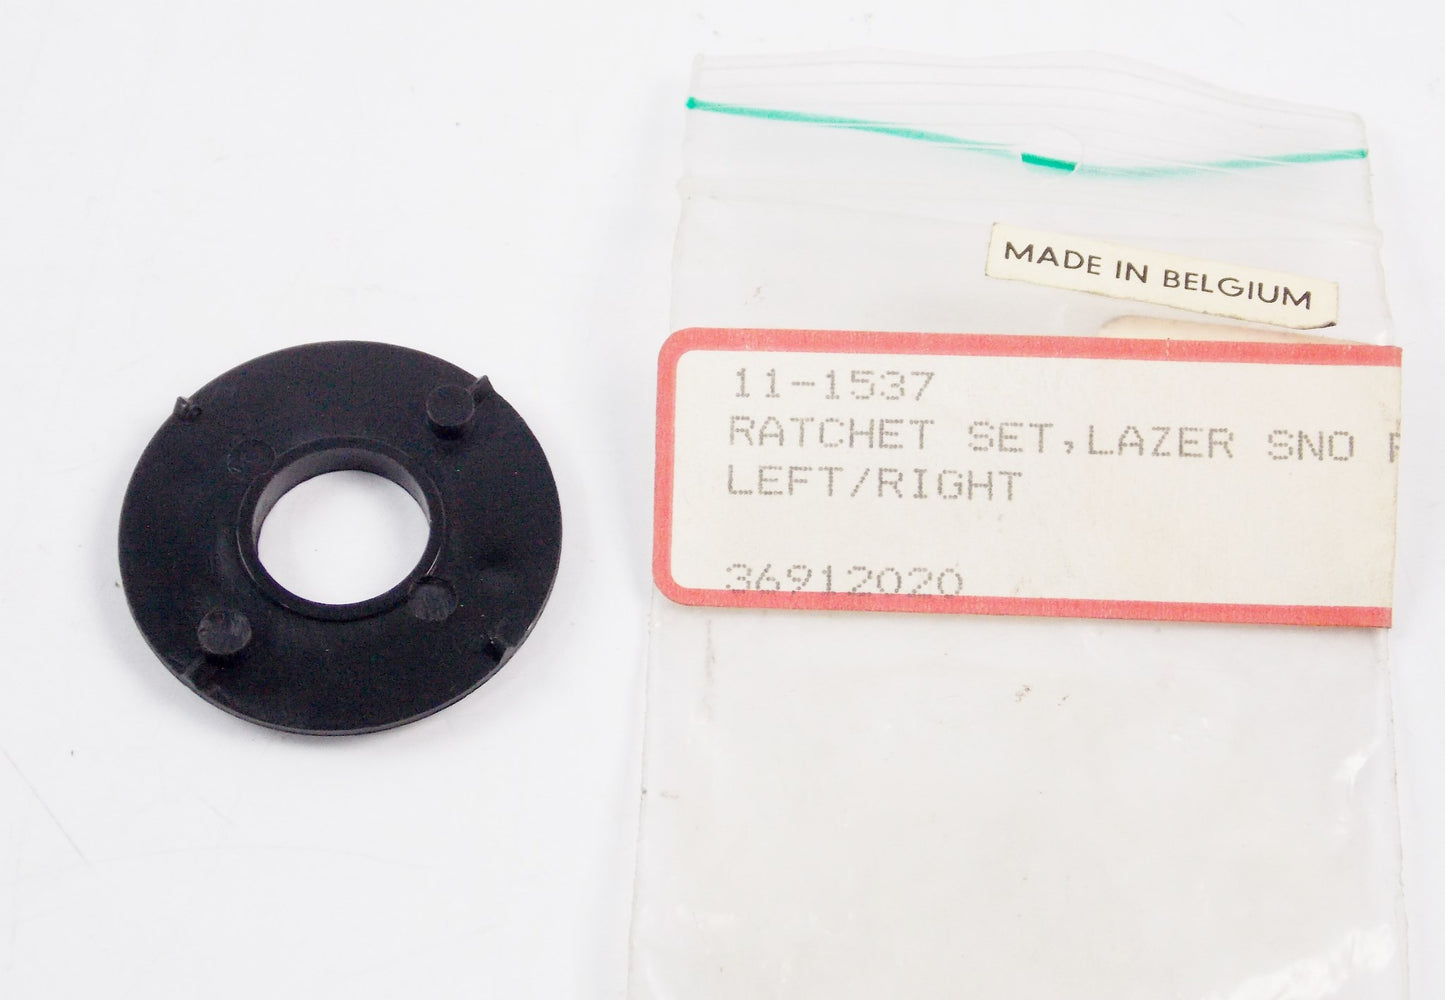 MADE IN BELGIUM
11-1537
RATCHET SET,LAZER SNO
LEFT/RIGHT
36912020